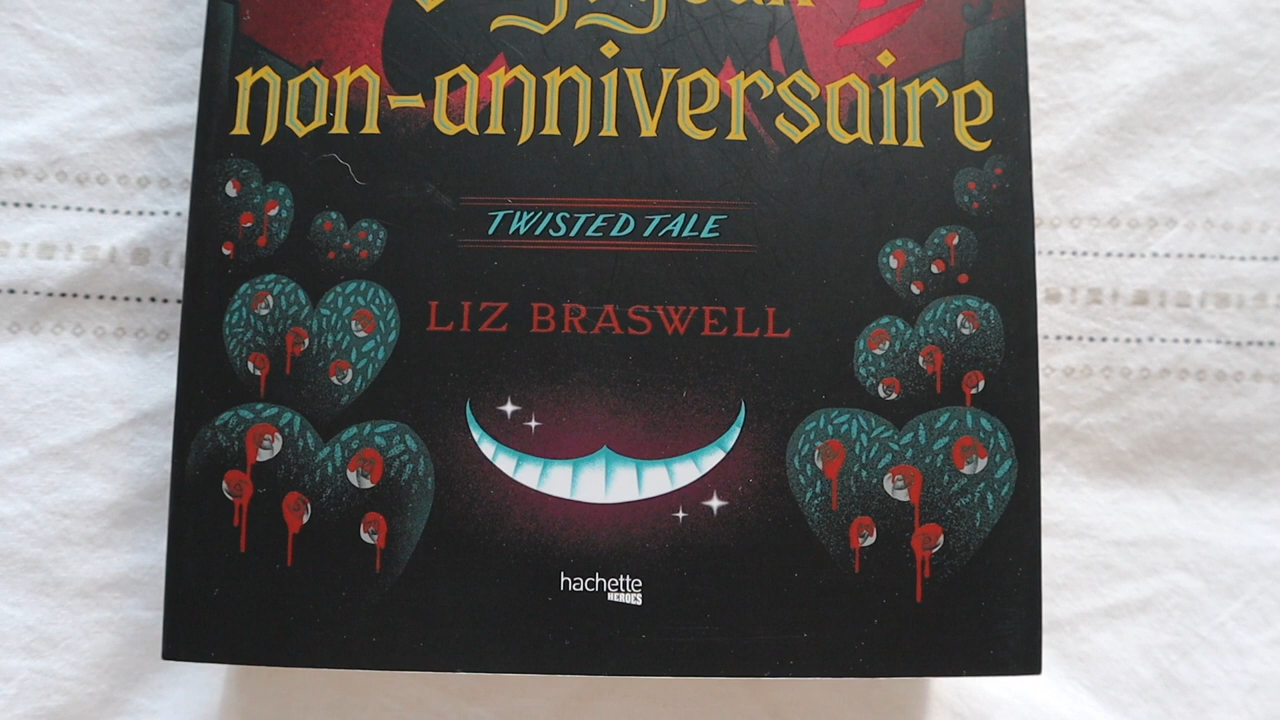 non-anniversaire
TWISTED TALE
LIZ BRASWELL
hachette
HEROES